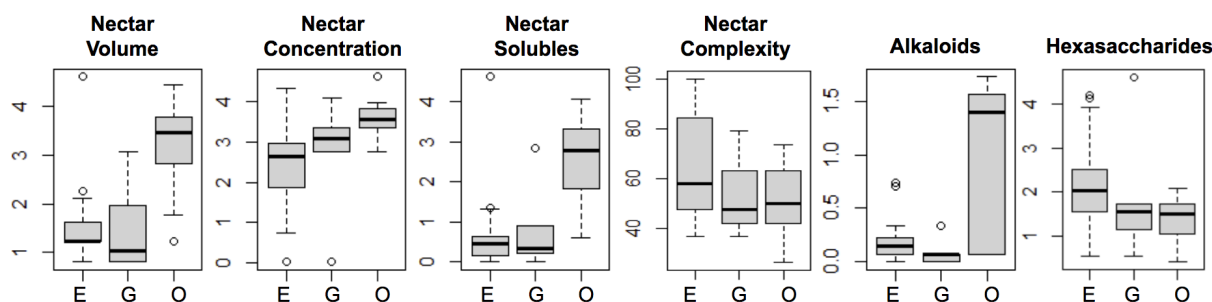 Nectar
Volume
4
3
2
1
E G O
Nectar
Concentration
4
3
2
1
0
E G O
Nectar
Solubles
4
3
2
1
0
E G O
Nectar
Complexity
100
80
60
40
E G O
Alkaloids
1.5
1.0
0.5
0.0
E G O
Hexasaccharides
4
3
2
1
E G O